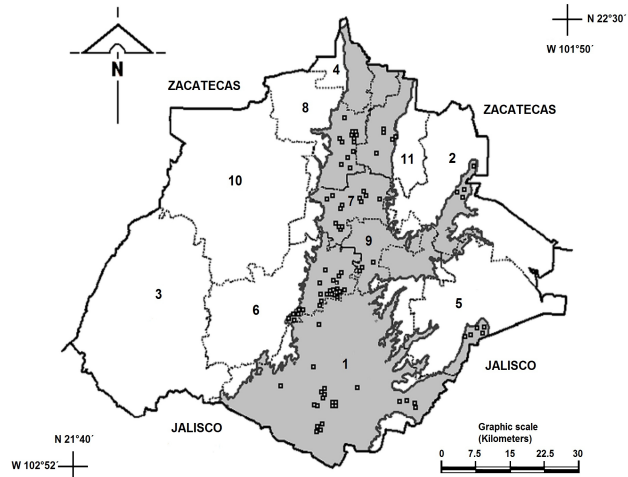 N 22°30´
W 101°50´
N
4
ZACATECAS
8
ZACATECAS
11
2
10
7
9
3
6
5
1
JALISCO
JALISCO
N 21°40´
W 102°52´
Graphic scale
(Kilometers)
0 7.5 15 22.5 30